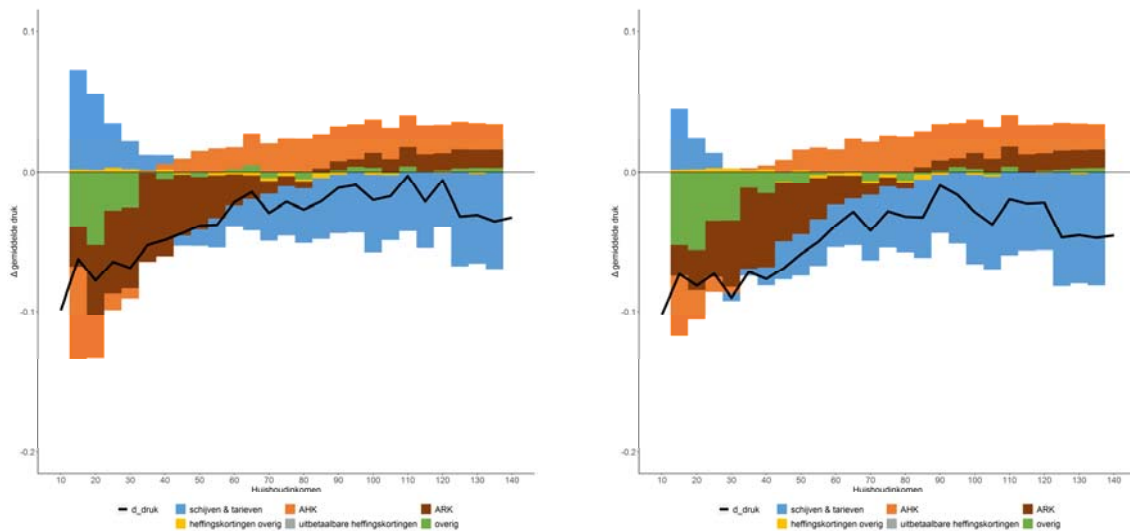 0.1
0.0
-0.1
-0.2
Δ gemiddelde druk
10 20 30 40 50 60 70 80 90 100 110 120 130 140
Huishoudinkomen
d_druk schijven & tarieven AHK ARK
heffingskortingen overig uitbetaalbare heffingskortingen overig
0.1
0.0
-0.1
-0.2
Δ gemiddelde druk
10 20 30 40 50 60 70 80 90 100 110 120 130 140
Huishoudinkomen
d_druk schijven & tarieven AHK ARK
heffingskortingen overig uitbetaalbare heffingskortingen overig